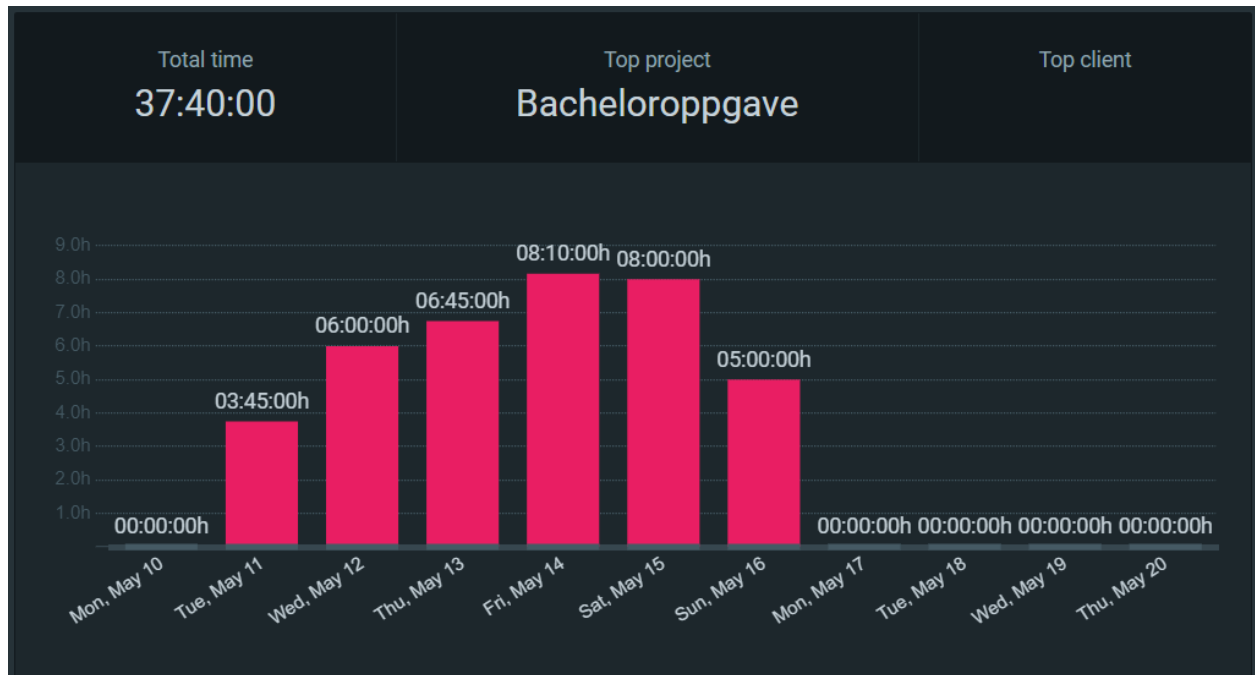 Total time
37:40:00
Top project
Bacheloroppgave
Top client
9.0h
8.0h
7.0h
6.0h
5.0h
4.0h
3.0h
2.0h
1.0h
00:00:00h
03:45:00h
06:00:00h
06:45:00h
08:10:00h
08:00:00h
05:00:00h
00:00:00h
00:00:00h
00:00:00h
00:00:00h
Mon, May 10
Tue, May 11
Wed, May 12
Thu, May 13
Fri, May 14
Sat, May 15
Sun, May 16
Mon, May 17
Tue, May 18
Wed, May 19
Thu, May 20